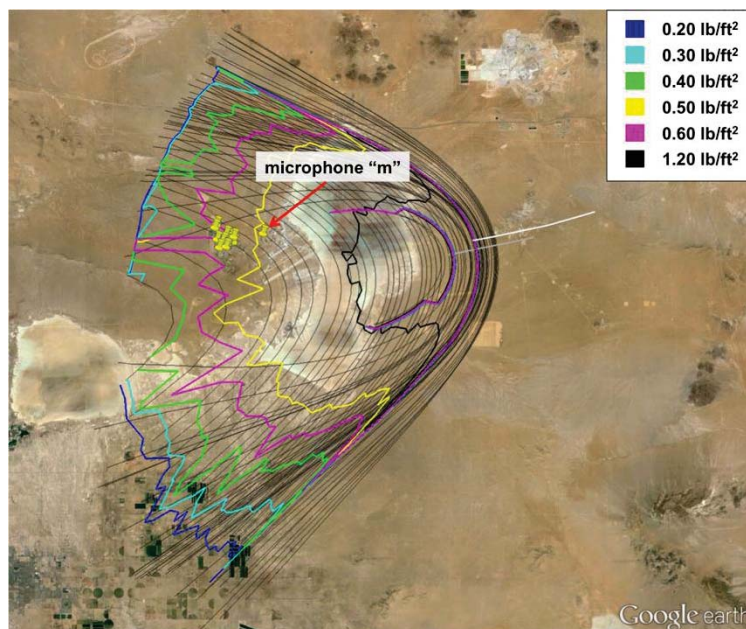 0.20 lb/ft²
0.30 lb/ft²
0.40 lb/ft²
0.50 lb/ft²
0.60 lb/ft²
1.20 lb/ft²
microphone “m”
Google earth